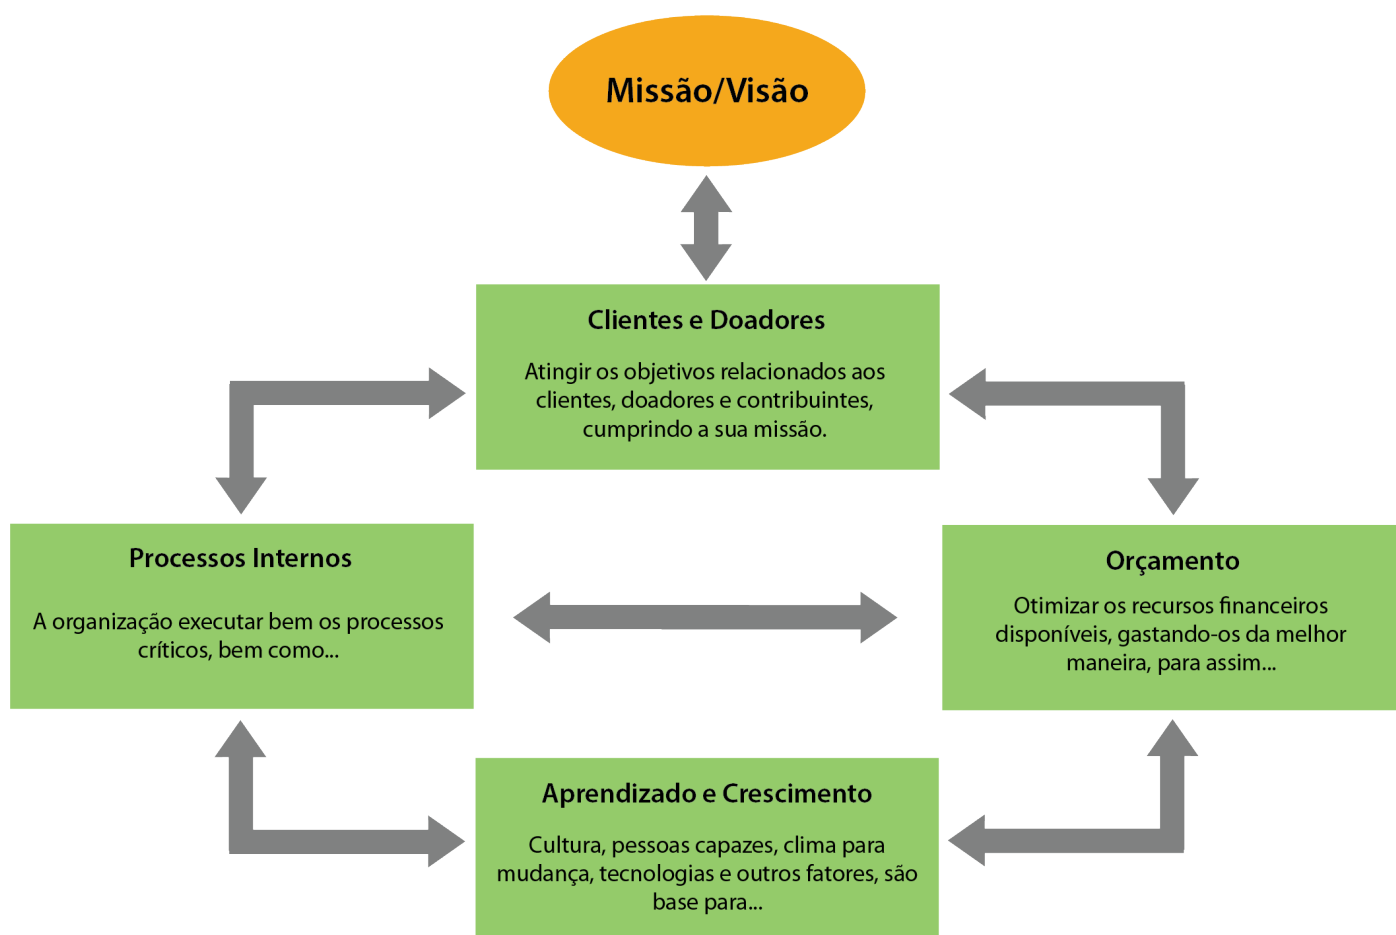 Missão/Visão
Clientes e Doadores
Atingir os objetivos relacionados aos
clientes, doadores e contribuintes,
cumprindo a sua missão.
Processos Internos
A organização executar bem os processos
críticos, bem como...
Orçamento
Otimizar os recursos financeiros
disponíveis, gastando-os da melhor
maneira, para assim...
Aprendizado e Crescimento
Cultura, pessoas capazes, clima para
mudança, tecnologias e outros fatores, são
base para...